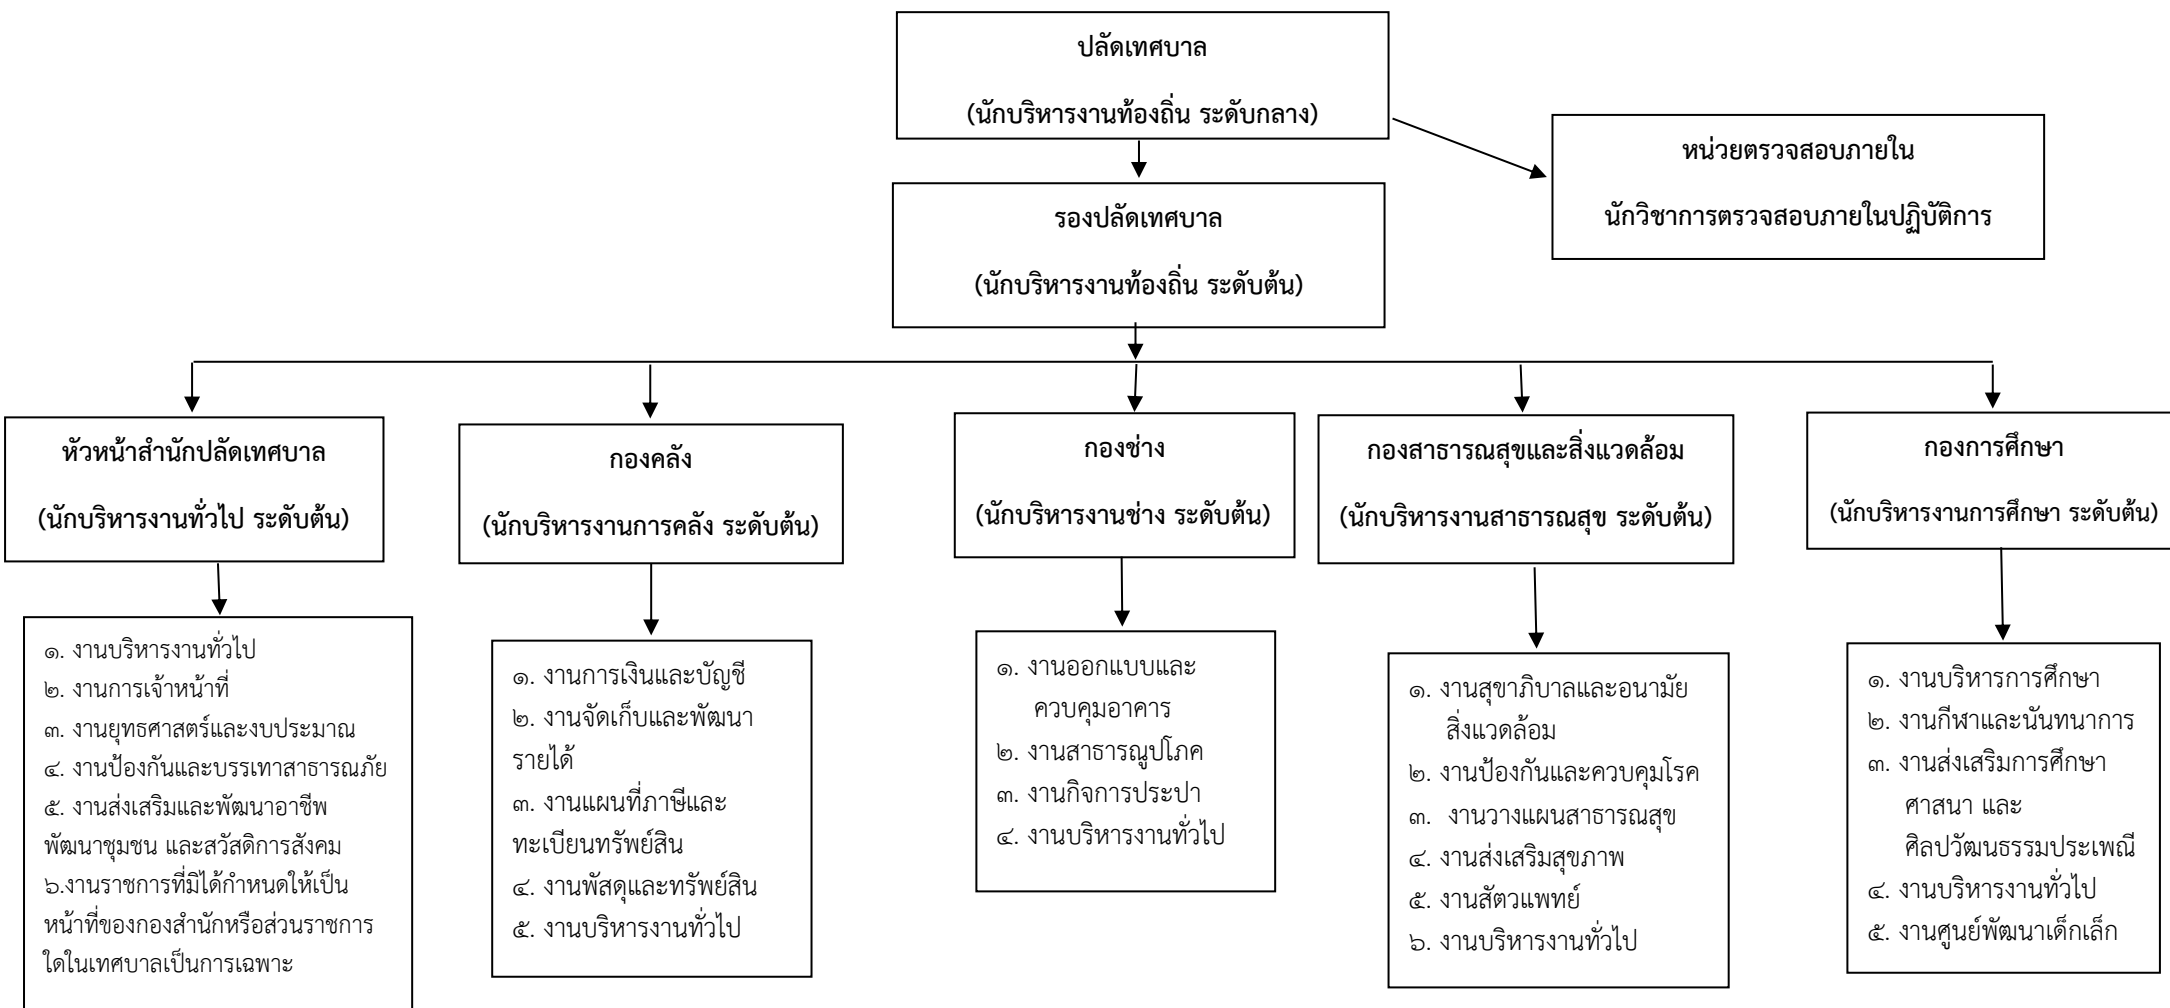 ปลัดเทศบาล
(นักบริหารงานท้องถิ่น ระดับกลาง)
หน่วยตรวจสอบภายใน
นักวิชาการตรวจสอบภายในปฏิบัติการ
รองปลัดเทศบาล
(นักบริหารงานท้องถิ่น ระดับต้น)
หัวหน้าสำนักปลัดเทศบาล
(นักบริหารงานทั่วไป ระดับต้น)
กองคลัง
(นักบริหารงานการคลัง ระดับต้น)
กองช่าง
(นักบริหารงานช่าง ระดับต้น)
กองสาธารณสุขและสิ่งแวดล้อม
(นักบริหารงานสาธารณสุข ระดับต้น)
กองการศึกษา
(นักบริหารงานการศึกษา ระดับต้น)
๑. งานบริหารงานทั่วไป
๒. งานการเจ้าหน้าที่
๓. งานยุทธศาสตร์และงบประมาณ
๔. งานป้องกันและบรรเทาสาธารณภัย
๕. งานส่งเสริมและพัฒนาอาชีพ
พัฒนาชุมชน และสวัสดิการสังคม
๖.งานราชการที่มิได้กำหนดให้เป็น
หน้าที่ของกองสำนักหรือส่วนราชการ
ใดในเทศบาลเป็นการเฉพาะ
๑. งานการเงินและบัญชี
๒. งานจัดเก็บและพัฒนา
รายได้
๓. งานแผนที่ภาษีและ
ทะเบียนทรัพย์สิน
๔. งานพัสดุและทรัพย์สิน
๕. งานบริหารงานทั่วไป
๑. งานออกแบบและ
ควบคุมอาคาร
๒. งานสาธารณูปโภค
๓. งานกิจการประปา
๔. งานบริหารงานทั่วไป
๑. งานสุขาภิบาลและอนามัย
สิ่งแวดล้อม
๒. งานป้องกันและควบคุมโรค
๓. งานวางแผนสาธารณสุข
๔. งานส่งเสริมสุขภาพ
๕. งานสัตวแพทย์
๖. งานบริหารงานทั่วไป
๑. งานบริหารการศึกษา
๒. งานกีฬาและนันทนาการ
๓. งานส่งเสริมการศึกษา
ศาสนา และ
ศิลปวัฒนธรรมประเพณี
๔. งานบริหารงานทั่วไป
๕. งานศูนย์พัฒนาเด็กเล็ก